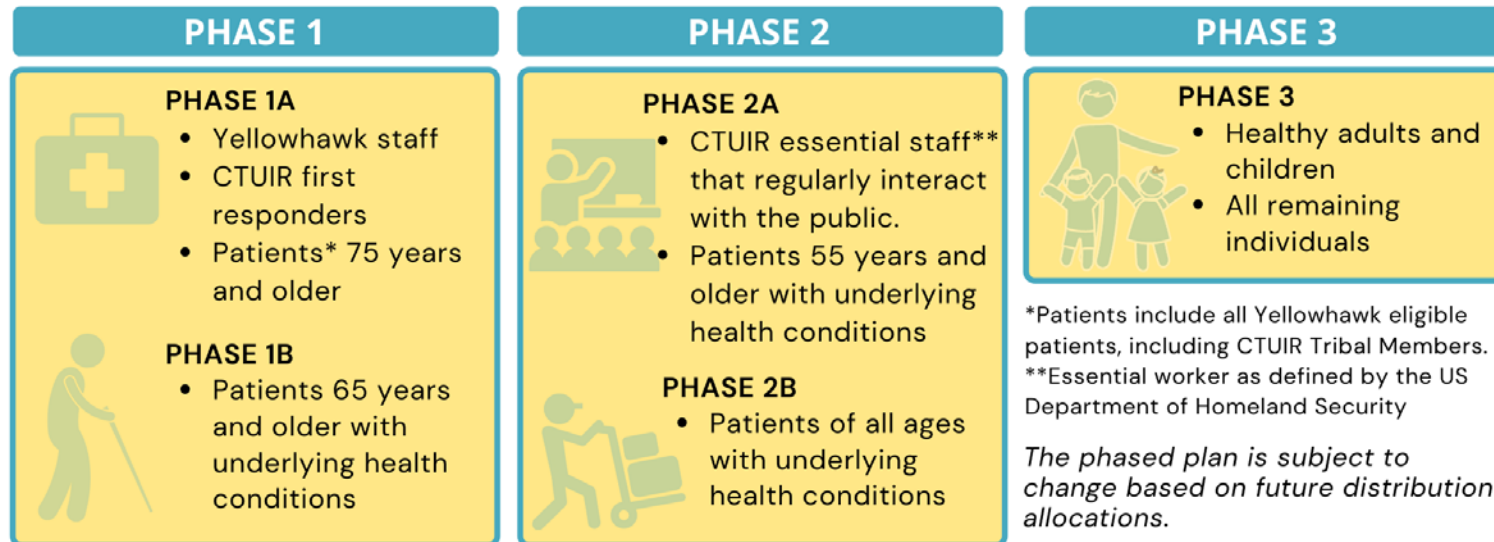 PHASE 1
PHASE 1A
• Yellowhawk staff
• CTUIR first
responders
• Patients* 75 years
and older
PHASE 1B
• Patients 65 years
and older with
underlying health
conditions
PHASE 2
PHASE 2A
• CTUIR essential staff**
that regularly interact
with the public.
• Patients 55 years and
older with underlying
health conditions
PHASE 2B
• Patients of all ages
with underlying
health conditions
PHASE 3
PHASE 3
• Healthy adults and
children
• All remaining
individuals
*Patients include all Yellowhawk eligible
patients, including CTUIR Tribal Members.
**Essential worker as defined by the US
Department of Homeland Security
The phased plan is subject to
change based on future distribution
allocations.